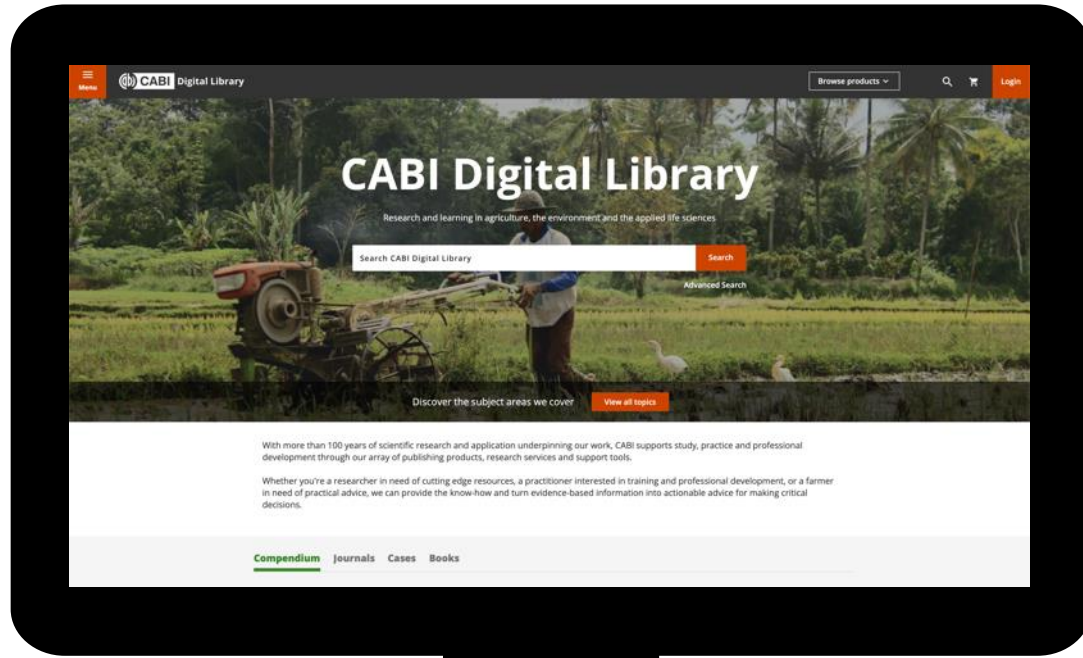 Menu
CABI Digital Library
Browse products
Login
CABI Digital Library
Research and learning in agriculture, the environment and the applied life sciences
Search CABI Digital Library
Search
Advanced Search
Discover the subject areas we cover
View all topics
With more than 100 years of scientific research and application underpinning our work, CABI supports study, practice and professional
development through our array of publishing products, research services and support tools.
Whether you're a researcher in need of cutting edge resources, a practitioner interested in training and professional development, or a farmer
in need of practical advice, we can provide the know-how and turn evidence-based information into actionable advice for making critical
decisions.
Compendium Journals Cases Books